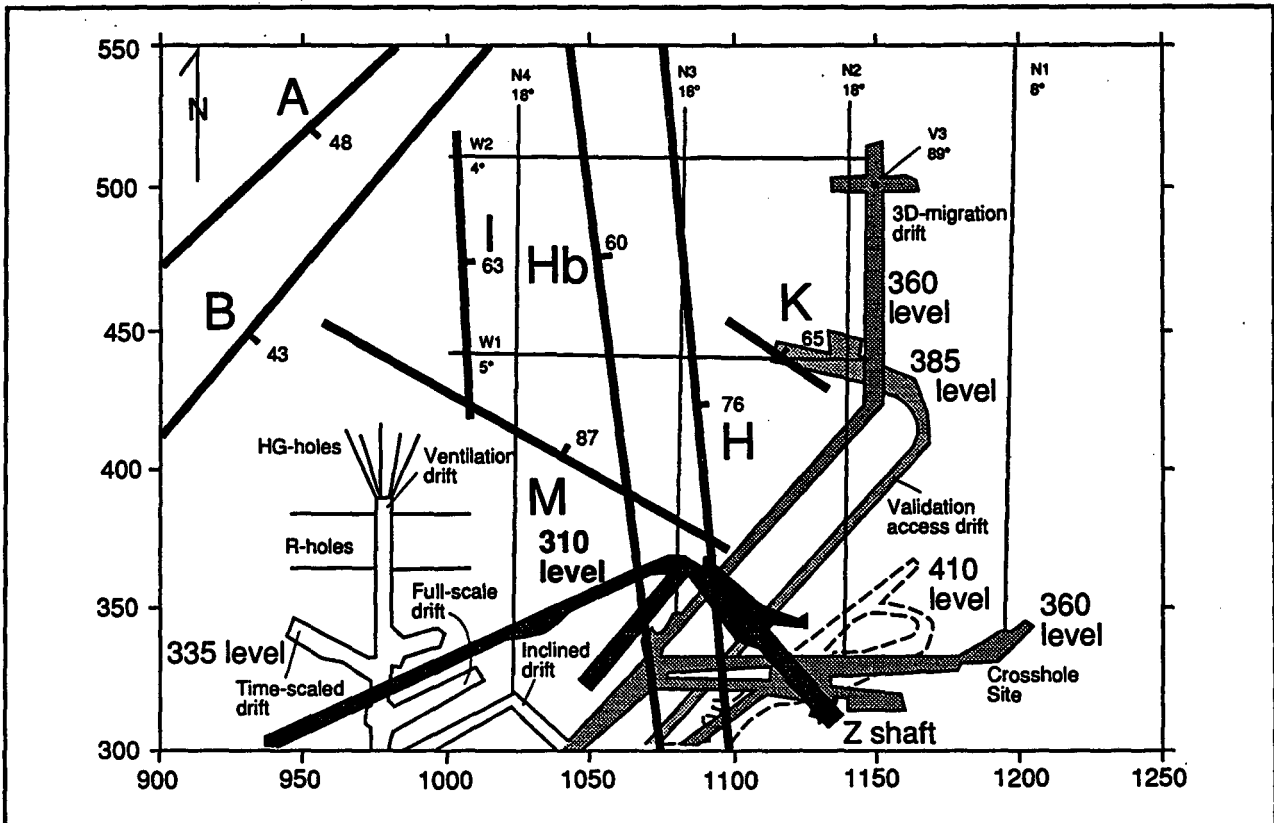 550
N4
18°
N3
18°
N2
18°
N1
8°
A
N
48
W2
4°
V3
89°
500
3D-migration
drift
I
63
Hb
60
360
level
B
K
450
43
W1
5°
65
385
level
76
H
87
HG-holes
Ventilation
drift
400
M
Validation
access drift
R-holes
310
level
Full-scale
drift
410
level
350
360
level
335 level
Inclined
drift
Crosshole
Site
Time-scaled
drift
Z shaft
300
900
950
1000
1050
1100
1150
1200
1250